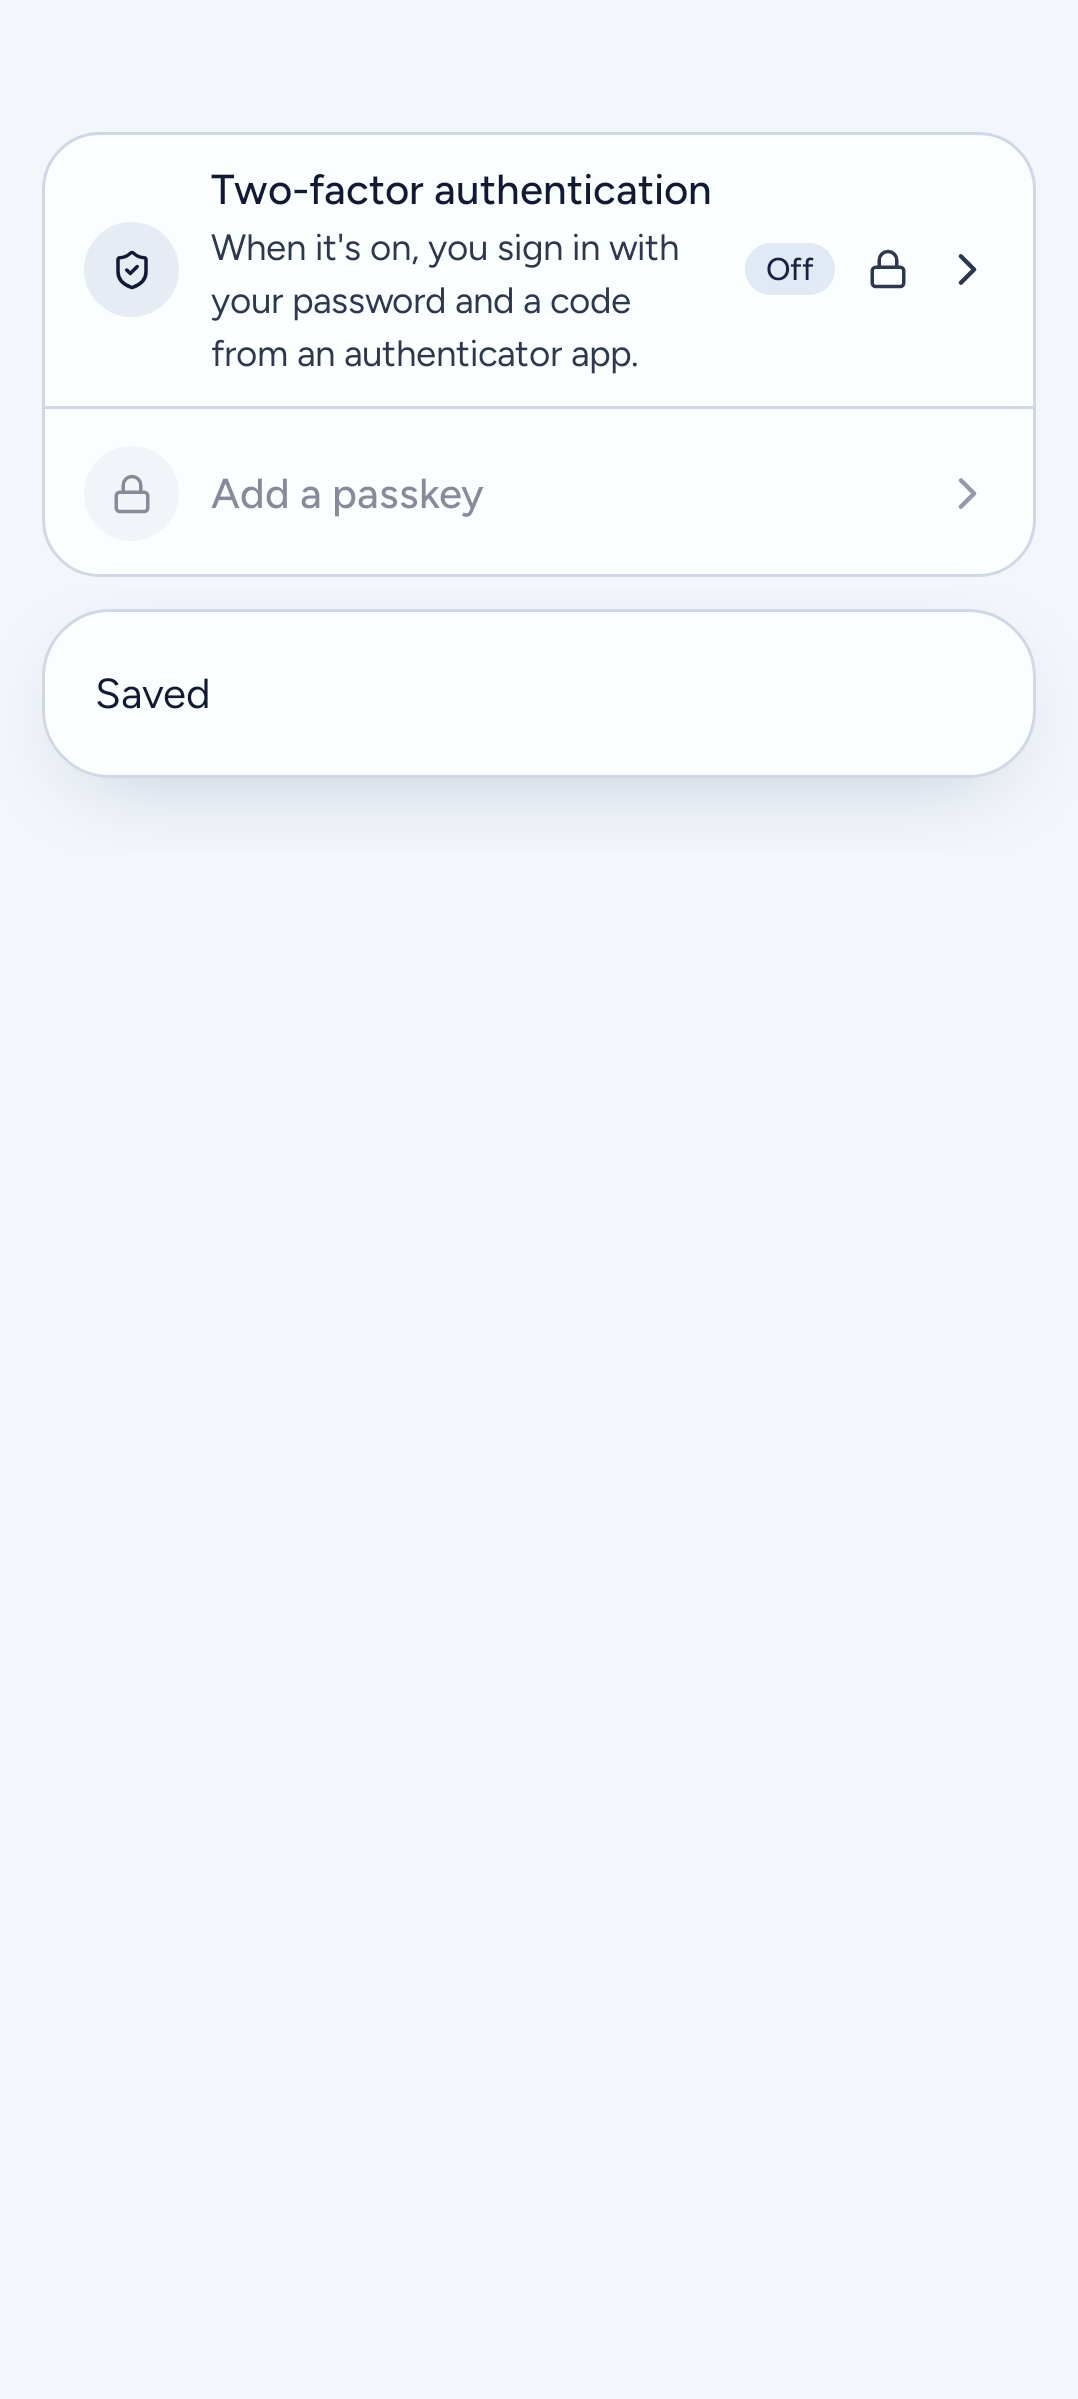 Two-factor authentication
When it's on, you sign in with
your password and a code
from an authenticator app.
Off
Add a passkey
Saved